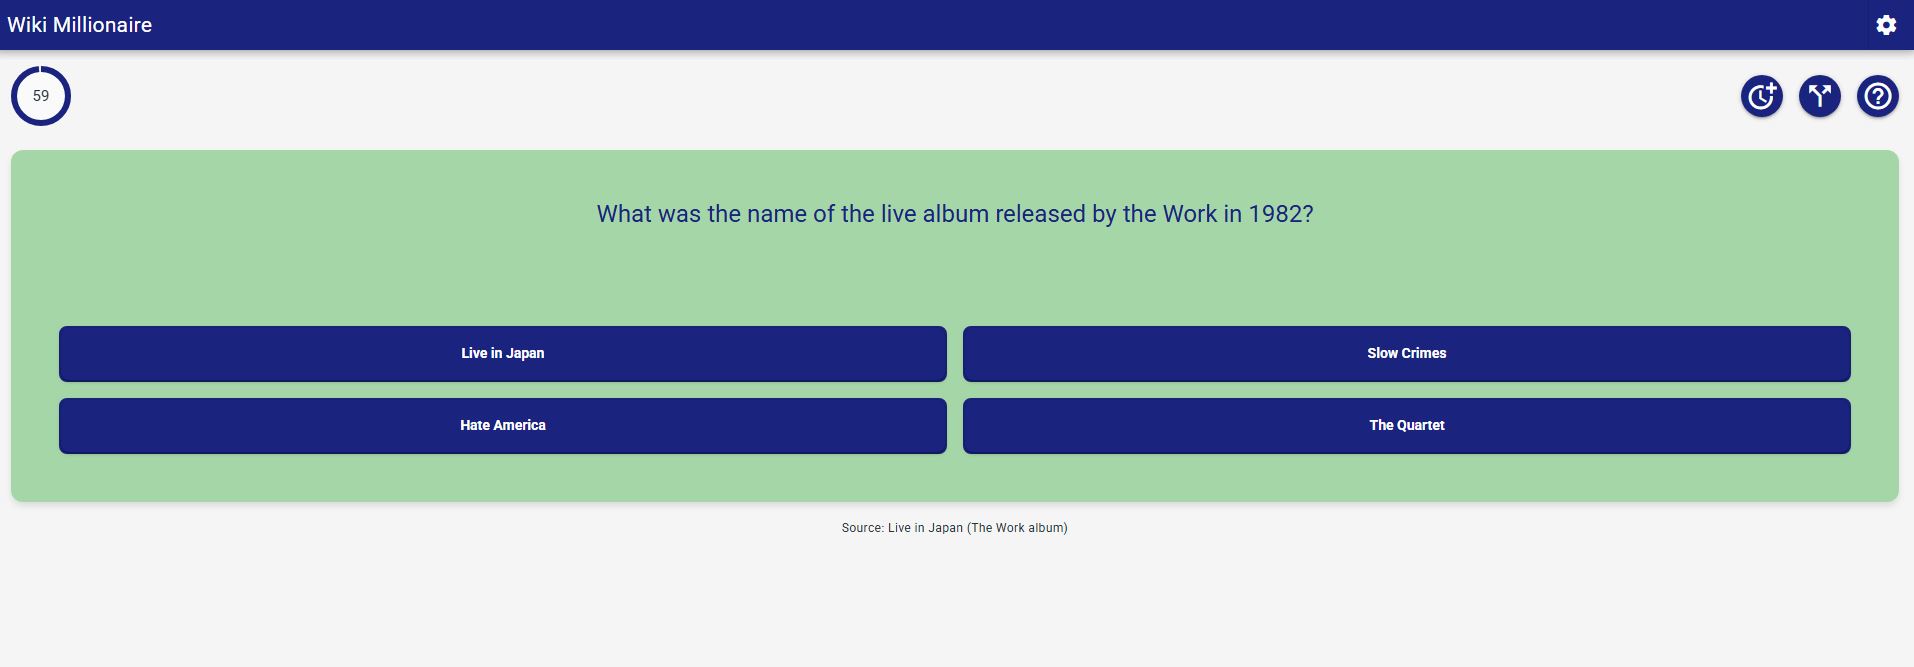 Wiki Millionaire
59
What was the name of the live album released by the Work in 1982?
Live in Japan
Slow Crimes
Hate America
The Quartet
Source: Live in Japan (The Work album)